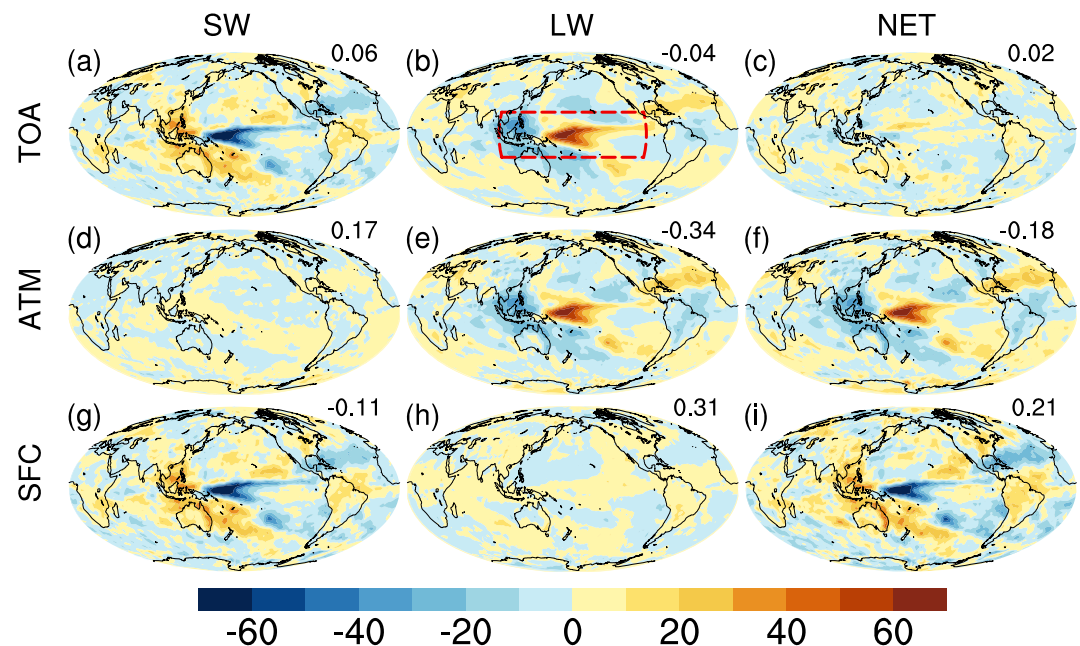 SW LW NET
(a) 0.06 (b) -0.04 (c) 0.02
TOA
(d) 0.17 (e) -0.34 (f) -0.18
ATM
(g) -0.11 (h) 0.31 (i) 0.21
SFC
-60 -40 -20 0 20 40 60